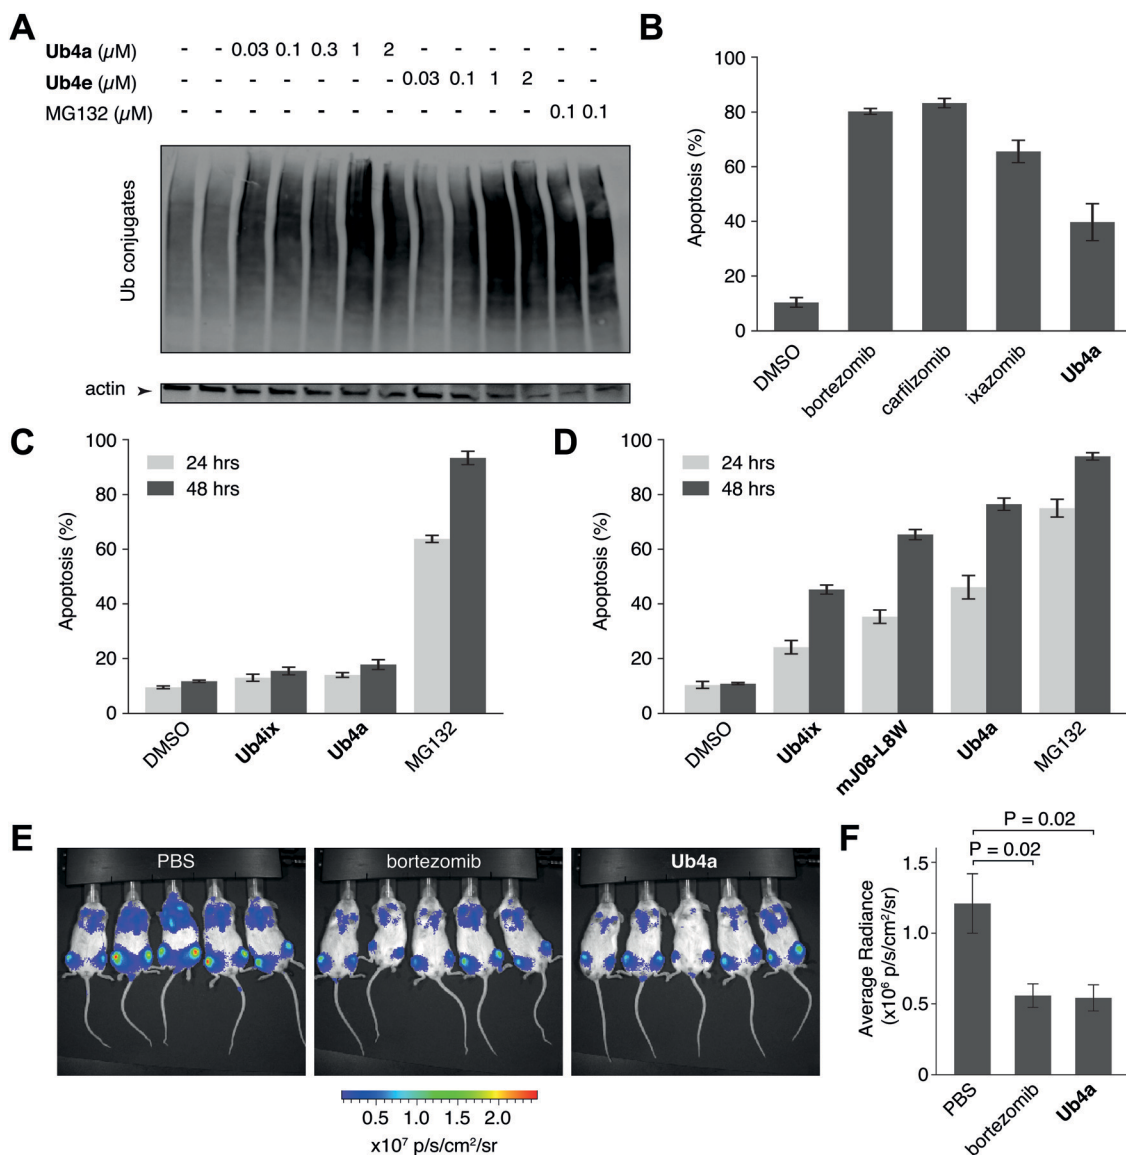 A
Ub4a (µM) - - 0.03 0.1 0.3 1 2 - - - - - -
Ub4e (µM) - - - - - - - 0.03 0.1 1 2 - -
MG132 (µM) - - - - - - - - - - - 0.1 0.1
Ub conjugates
actin
B
Apoptosis (%)
100
80
60
40
20
0
DMSO
bortezomib
carfilzomib
ixazomib
Ub4a
C
Apoptosis (%)
100
80
60
40
20
0
24 hrs
48 hrs
DMSO
Ub4ix
Ub4a
MG132
D
Apoptosis (%)
100
80
60
40
20
0
24 hrs
48 hrs
DMSO
Ub4ix
mJ08-L8W
Ub4a
MG132
E
PBS
bortezomib
Ub4a
0.5 1.0 1.5 2.0
x10⁷ p/s/cm²/sr
F
P = 0.02
P = 0.02
Average Radiance
(x10⁶ p/s/cm²/sr)
1.5
1.0
0.5
0
PBS
bortezomib
Ub4a